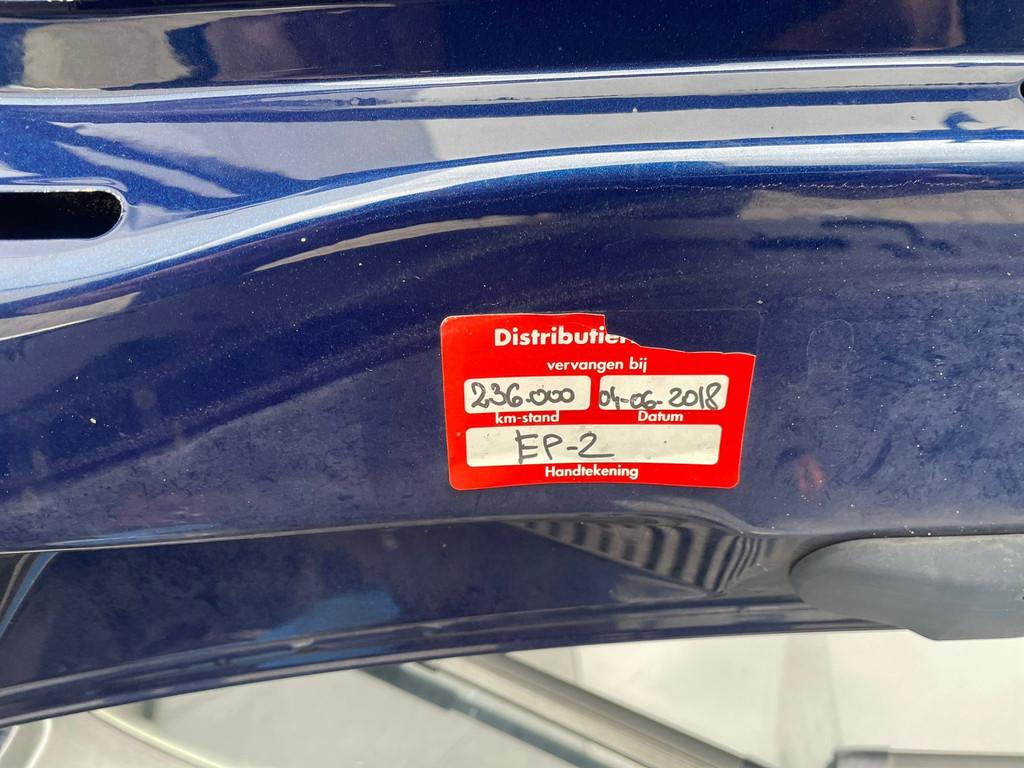 Distributie
vervangen bij
236.000 04-06-2018
km-stand Datum
EP-2
Handtekening